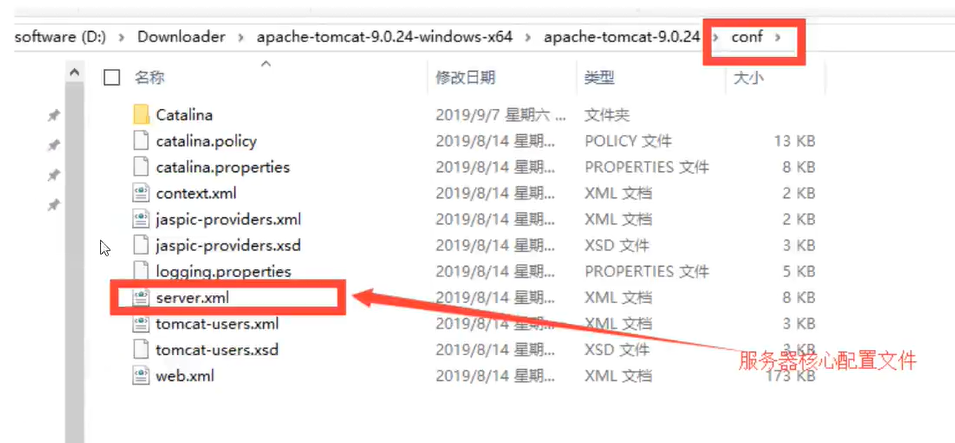 software (D:) › Downloader › apache-tomcat-9.0.24-windows-x64 › apache-tomcat-9.0.24 › conf ›
名称 修改日期 类型 大小
Catalina 2019/9/7 星期六 ... 文件夹
catalina.policy 2019/8/14 星期... POLICY 文件 13 KB
catalina.properties 2019/8/14 星期... PROPERTIES 文件 8 KB
context.xml 2019/8/14 星期... XML 文档 2 KB
jaspic-providers.xml 2019/8/14 星期... XML 文档 2 KB
jaspic-providers.xsd 2019/8/14 星期... XSD 文件 3 KB
logging.properties 2019/8/14 星期... PROPERTIES 文件 5 KB
server.xml 2019/8/14 星期... XML 文档 8 KB
tomcat-users.xml 2019/8/14 星期... XML 文档 3 KB
tomcat-users.xsd 2019/8/14 星期... XSD 文件 3 KB
服务器核心配置文件
web.xml 2019/8/14 星期... XML 文档 173 KB